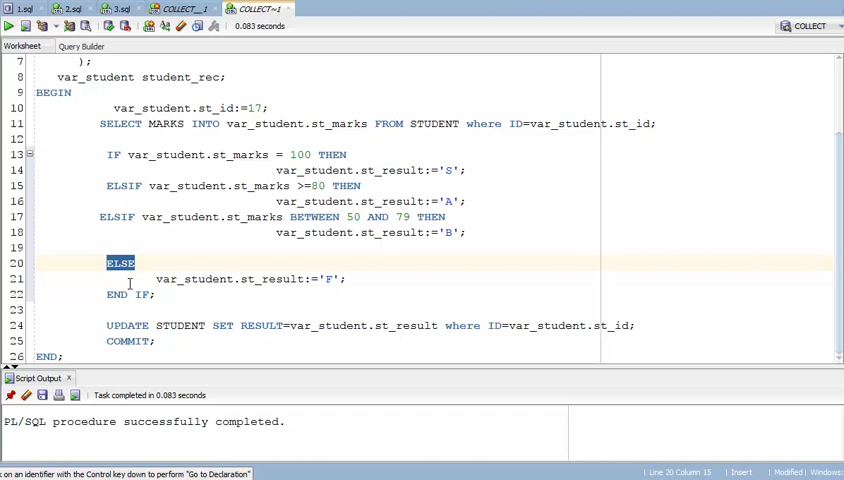 1.sql 2.sql 3.sql COLLECT__1 COLLECT~1
0.083 seconds COLLECT
Worksheet Query Builder
7 );
8 var_student student_rec;
9 BEGIN
10 var_student.st_id:=17;
11 SELECT MARKS INTO var_student.st_marks FROM STUDENT where ID=var_student.st_id;
12
13 IF var_student.st_marks = 100 THEN
14 var_student.st_result:='S';
15 ELSIF var_student.st_marks >=80 THEN
16 var_student.st_result:='A';
17 ELSIF var_student.st_marks BETWEEN 50 AND 79 THEN
18 var_student.st_result:='B';
19
20 ELSE
21 var_student.st_result:='F';
22 END IF;
23
24 UPDATE STUDENT SET RESULT=var_student.st_result where ID=var_student.st_id;
25 COMMIT;
26 END;
Script Output x
Task completed in 0.083 seconds
PL/SQL procedure successfully completed.
k on an identifier with the Control key down to perform "Go to Declaration" Line 20 Column 15 Insert Modified Windows: